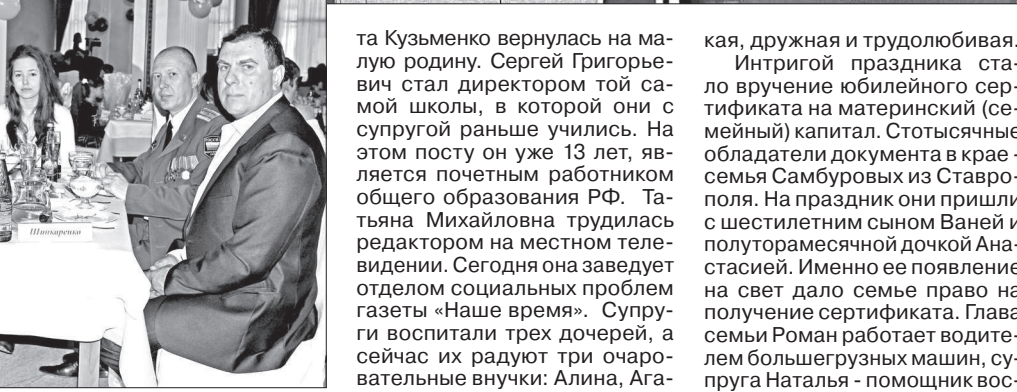 Шинкаренко
та Кузьменко вернулась на ма-
лую родину. Сергей Григорье-
вич стал директором той са-
мой школы, в которой они с
супругой раньше учились. На
этом посту он уже 13 лет, яв-
ляется почетным работником
общего образования РФ. Та-
тьяна Михайловна трудилась
редактором на местном теле-
видении. Сегодня она заведует
отделом социальных проблем
газеты «Наше время». Супру-
ги воспитали трех дочерей, а
сейчас их радуют три очаро-
вательные внучки: Алина, Ага-
кая, дружная и трудолюбивая.
Интригой праздника ста-
ло вручение юбилейного сер-
тификата на материнский (се-
мейный) капитал. Стотысячные
обладатели документа в крае -
семья Самбуровых из Ставро-
поля. На праздник они пришли
с шестилетним сыном Ваней и
полуторамесячной дочкой Ана-
стасией. Именно ее появление
на свет дало семье право на
получение сертификата. Глава
семьи Роман работает водите-
лем большегрузных машин, су-
пруга Наталья - помощник вос-